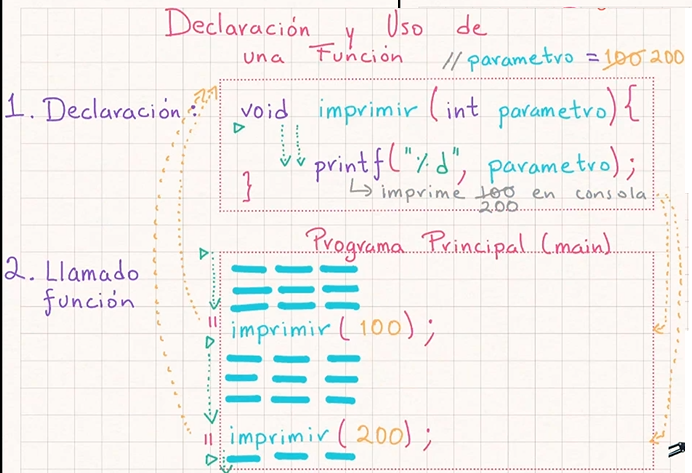 Declaración y Uso de
una Función // parametro = 100 200
1. Declaración: void imprimir (int parametro) {
printf("%d", parametro);
↳ imprime 100 en consola
200
}
Programa Principal (main)
2. Llamado
función
imprimir (100);
imprimir (200);